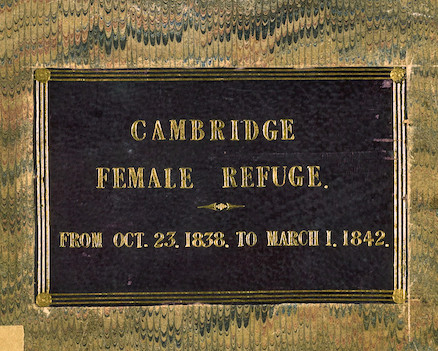 CAMBRIDGE
FEMALE REFUGE.
FROM OCT. 23. 1838. TO MARCH 1. 1842.